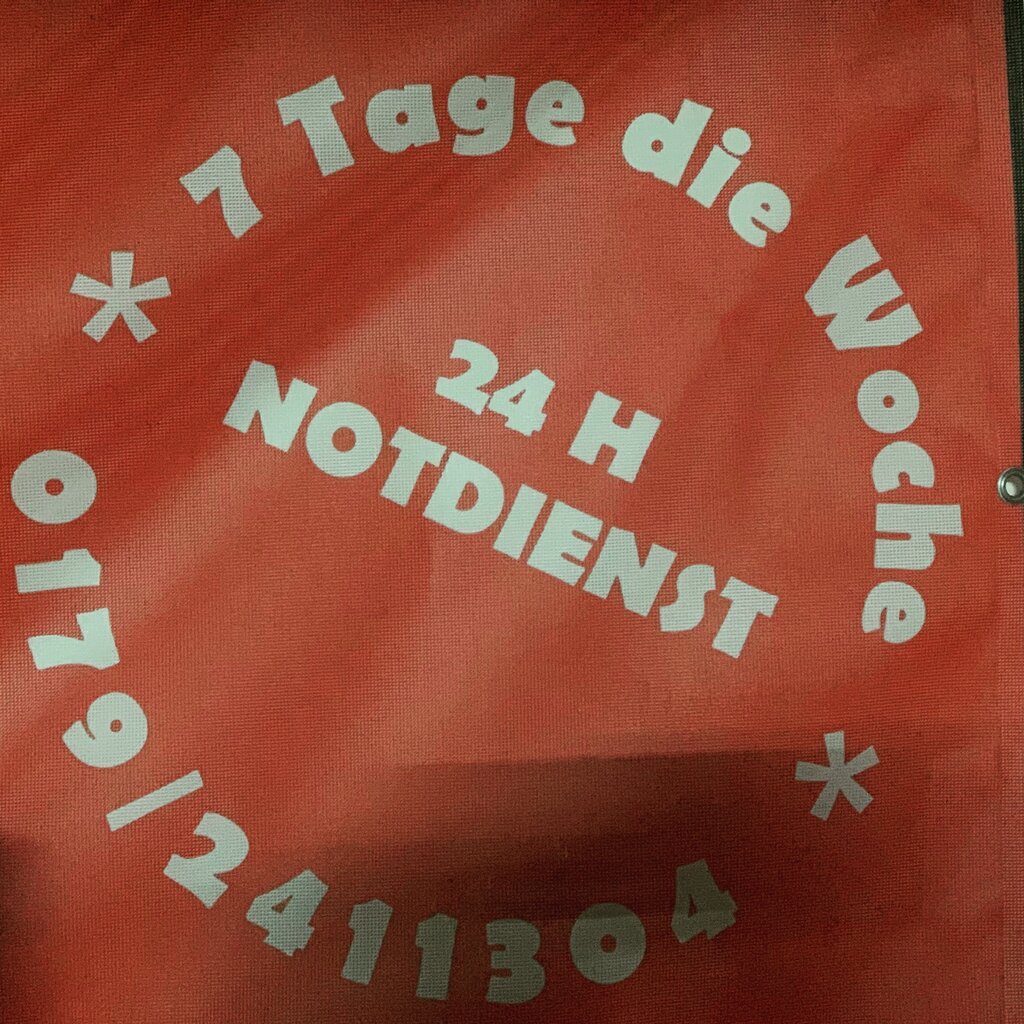 * 7 Tage die Woche *
24 H
NOTDIENST
0179/2411304